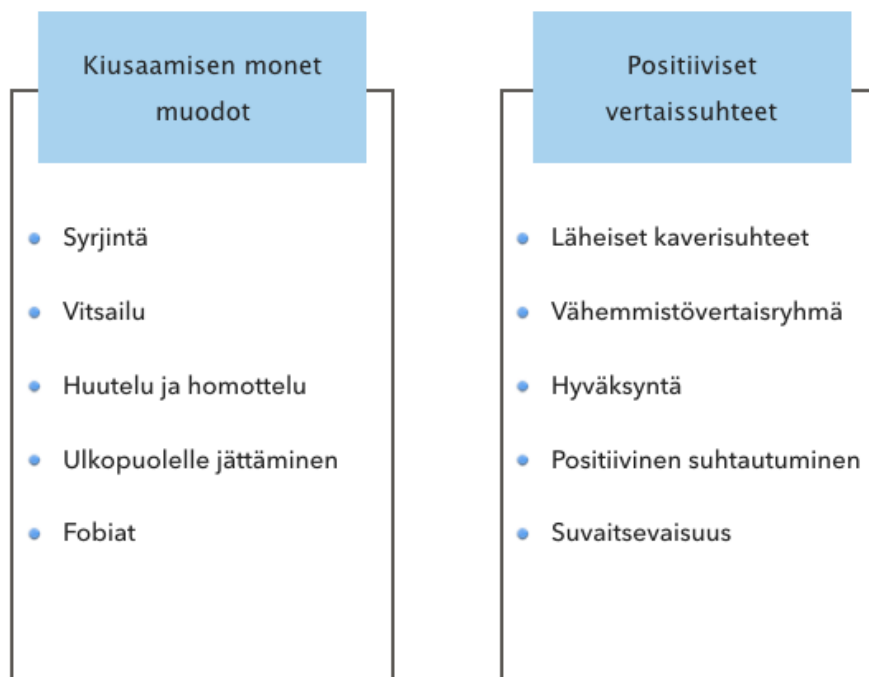 Kiusaamisen monet
muodot
Syrjintä
Vitsailu
Huutelu ja homottelu
Ulkopuolelle jättäminen
Fobiat
Positiiviset
vertaissuhteet
Läheiset kaverisuhteet
Vähemmistövertaisryhmä
Hyväksyntä
Positiivinen suhtautuminen
Suvaitsevaisuus